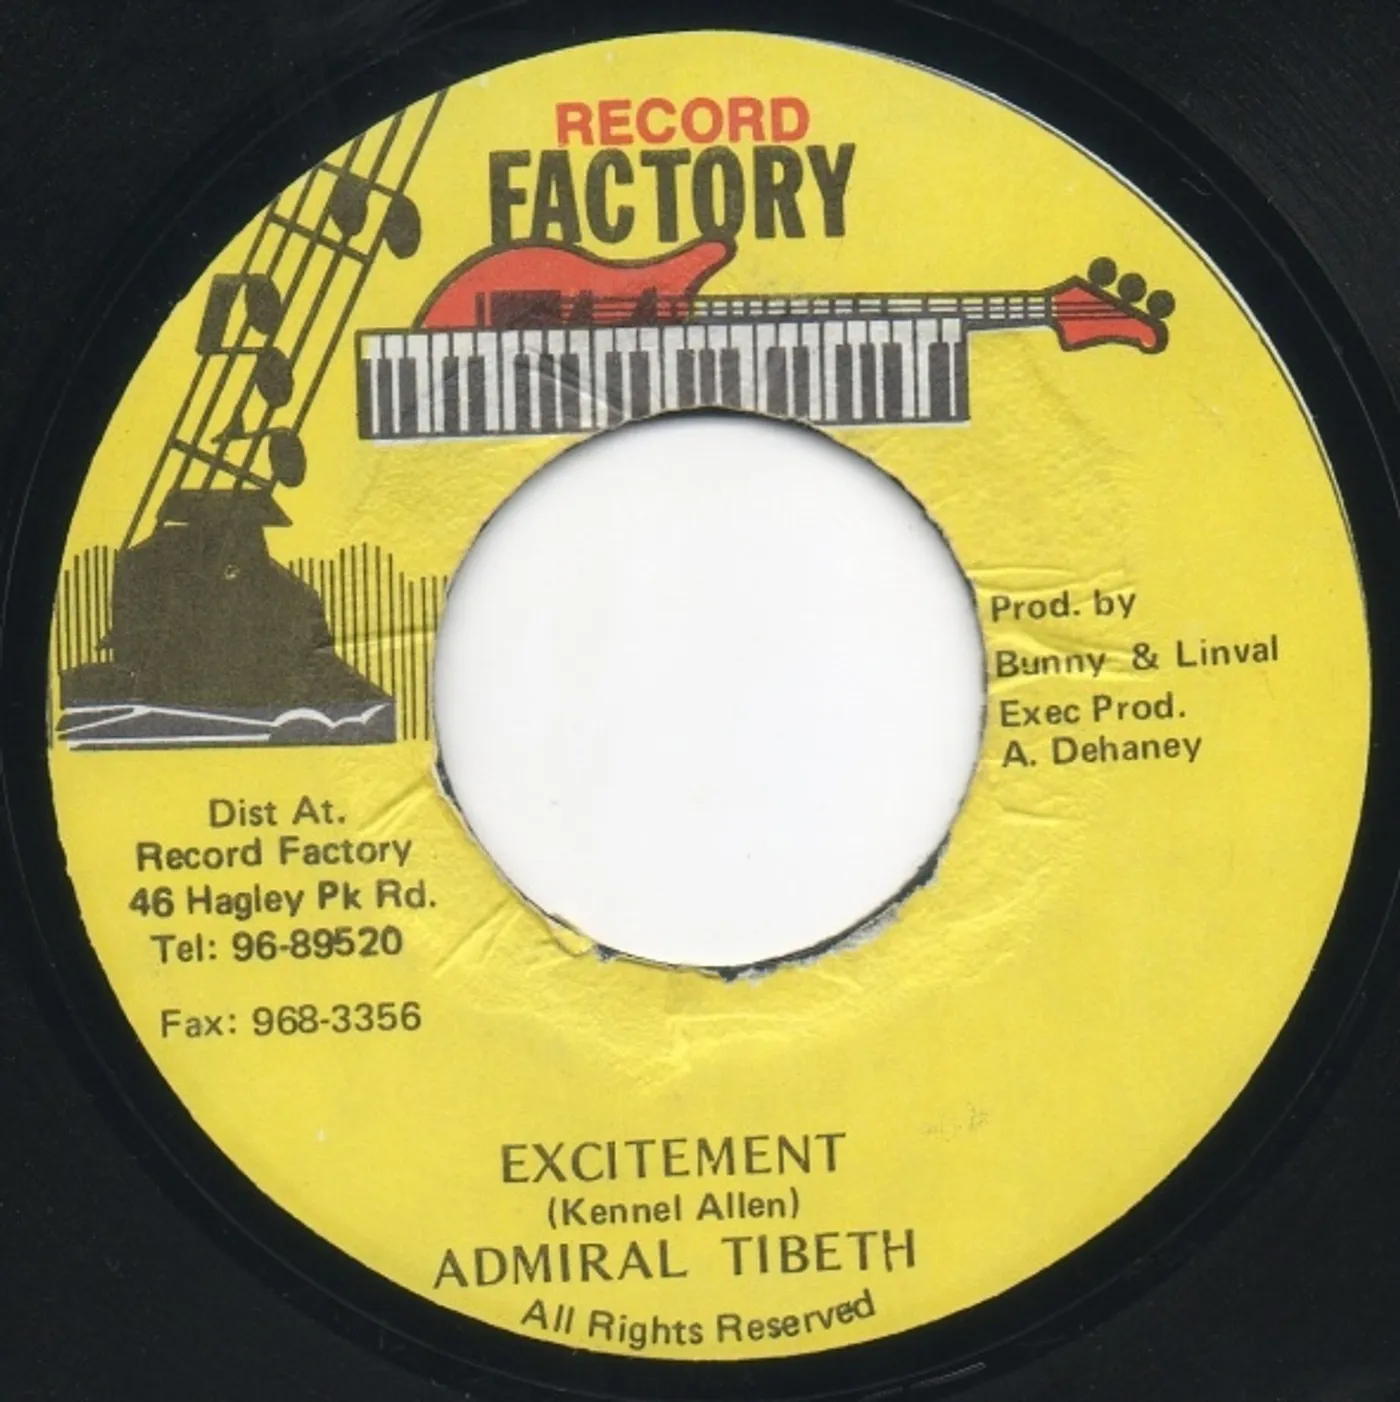 RECORD
FACTORY
Prod. by
Bunny & Linval
Exec Prod.
A. Dehaney
Dist At.
Record Factory
46 Hagley Pk Rd.
Tel: 96-89520
Fax: 968-3356
EXCITEMENT
(Kennel Allen)
ADMIRAL TIBETH
All Rights Reserved